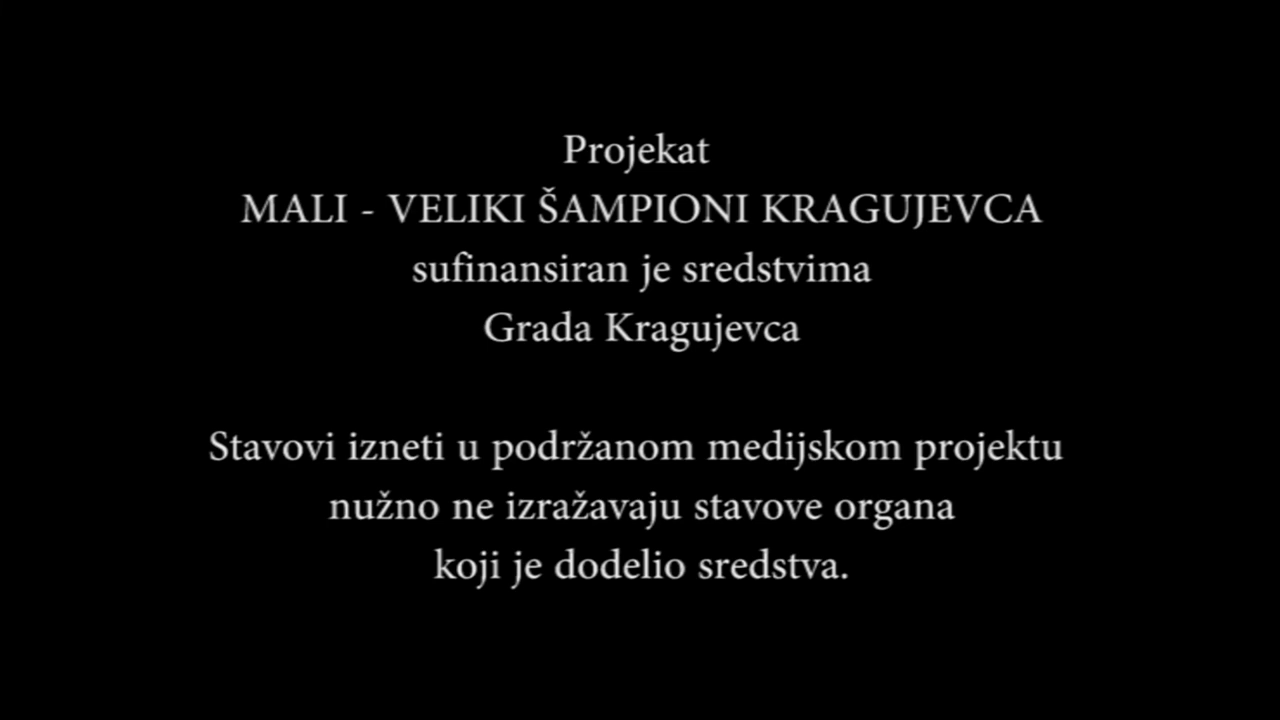 Projekat
MALI - VELIKI ŠAMPIONI KRAGUJEVCA
sufinansiran je sredstvima
Grada Kragujevca
Stavovi izneti u podržanom medijskom projektu
nužno ne izražavaju stavove organa
koji je dodelio sredstva.